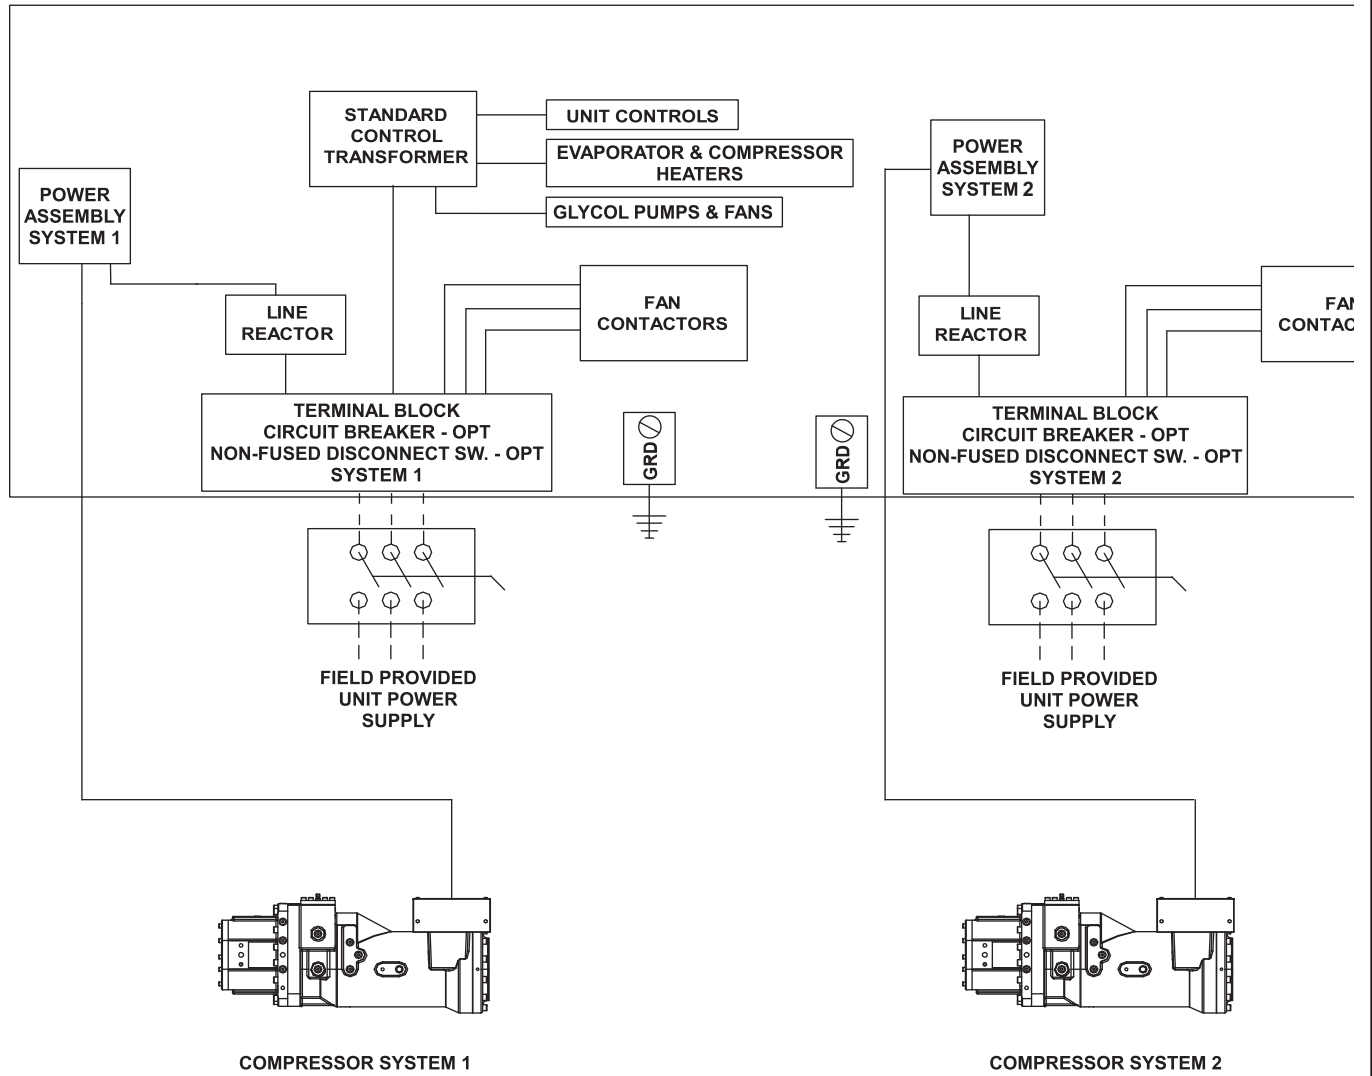 STANDARD
CONTROL
TRANSFORMER
UNIT CONTROLS
EVAPORATOR & COMPRESSOR
HEATERS
GLYCOL PUMPS & FANS
POWER
ASSEMBLY
SYSTEM 1
LINE
REACTOR
FAN
CONTACTORS
TERMINAL BLOCK
CIRCUIT BREAKER - OPT
NON-FUSED DISCONNECT SW. - OPT
SYSTEM 1
GRD
FIELD PROVIDED
UNIT POWER
SUPPLY
COMPRESSOR SYSTEM 1
POWER
ASSEMBLY
SYSTEM 2
LINE
REACTOR
GRD
TERMINAL BLOCK
CIRCUIT BREAKER - OPT
NON-FUSED DISCONNECT SW. - OPT
SYSTEM 2
FIELD PROVIDED
UNIT POWER
SUPPLY
COMPRESSOR SYSTEM 2